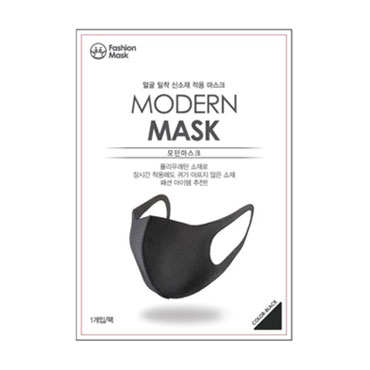 Fashion
Mask
얼굴 밀착 신소재 착용 마스크
MODERN
MASK
모던마스크
폴리우레탄 소재로
장시간 착용해도 귀가 아프지 않은 소재
패션 아이템 추천!!
COLOR-BLACK
1개입/팩